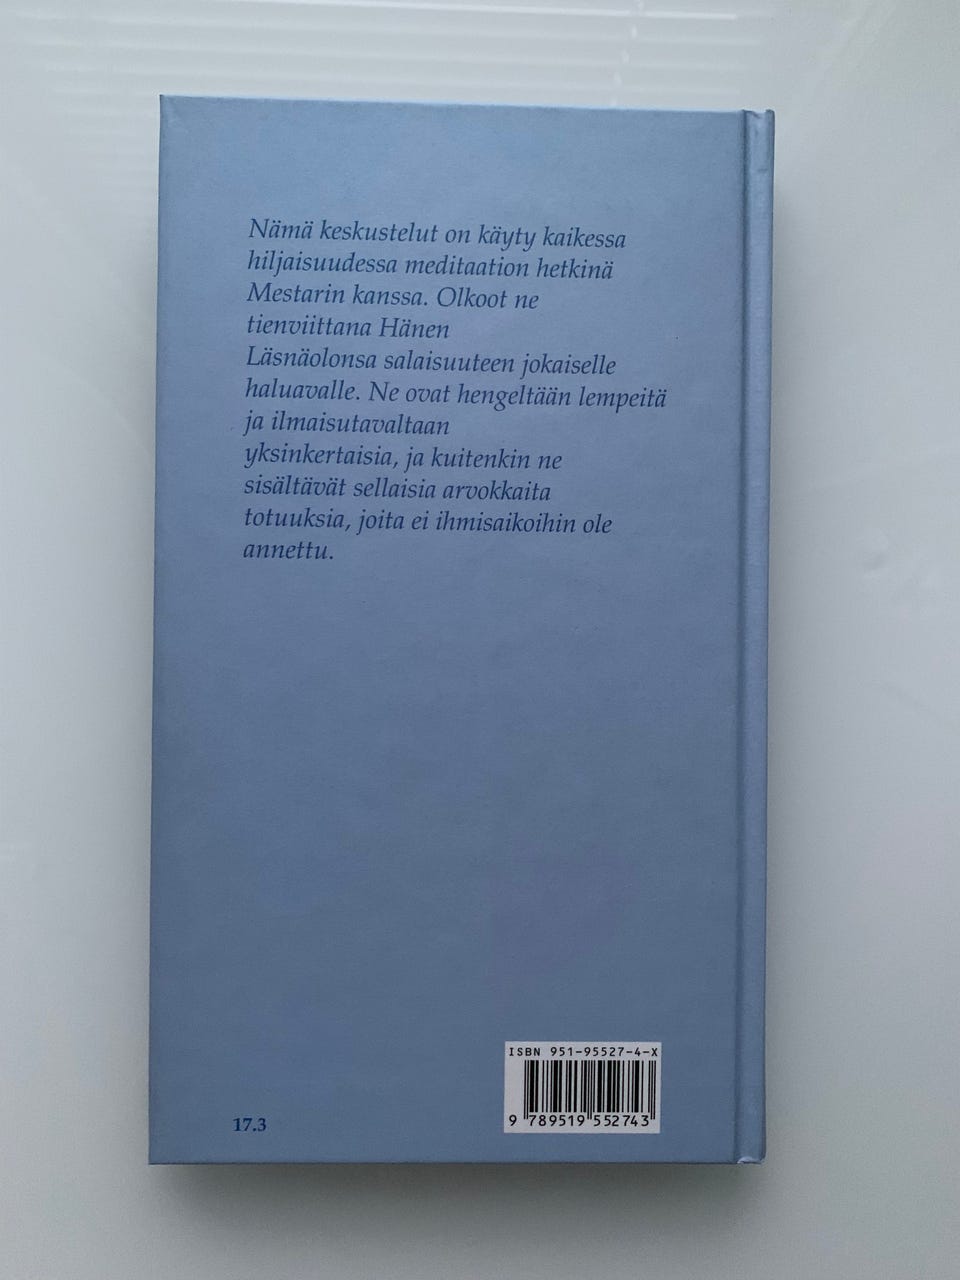 Nämä keskustelut on käyty kaikessa
hiljaisuudessa meditaation hetkinä
Mestarin kanssa. Olkoot ne
tienviittana Hänen
Läsnäolonsa salaisuuteen jokaiselle
haluavalle. Ne ovat hengeltään lempeitä
ja ilmaisutavaltaan
yksinkertaisia, ja kuitenkin ne
sisältävät sellaisia arvokkaita
totuuksia, joita ei ihmisaikoihin ole
annettu.
ISBN 951-95527-4-X
9 789519 552743
17.3